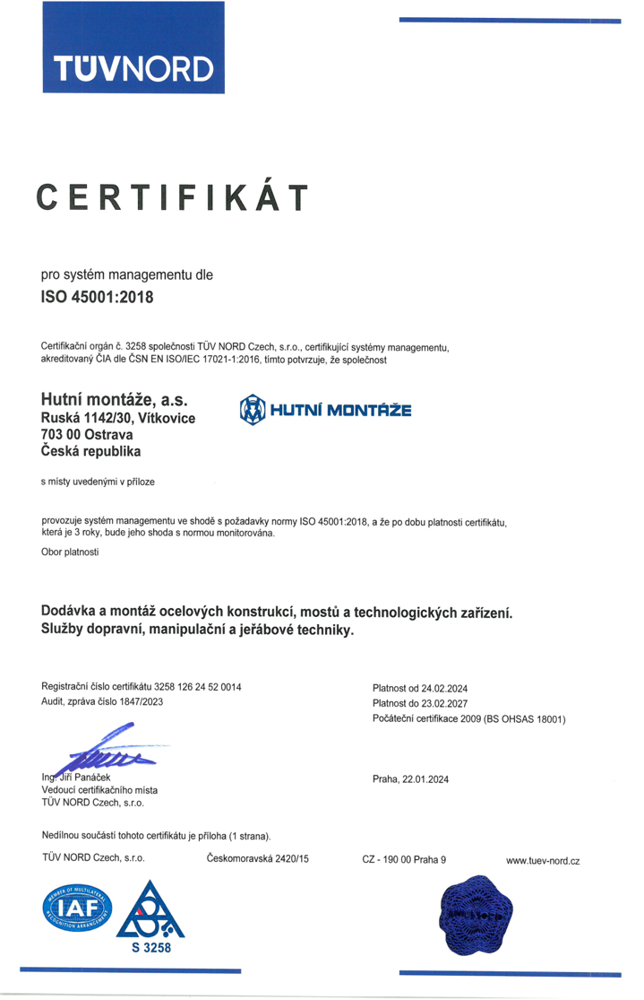 TÜVNORD
CERTIFIKÁT
pro systém managementu dle
ISO 45001:2018
Certifikační orgán č. 3258 společnosti TÜV NORD Czech, s.r.o., certifikující systémy managementu,
akreditovaný ČIA dle ČSN EN ISO/IEC 17021-1:2016, tímto potvrzuje, že společnost
Hutní montáže, a.s.
Ruská 1142/30, Vítkovice
703 00 Ostrava
Česká republika
HUTNÍ MONTÁŽE
s místy uvedenými v příloze
provozuje systém managementu ve shodě s požadavky normy ISO 45001:2018, a že po dobu platnosti certifikátu,
která je 3 roky, bude jeho shoda s normou monitorována.
Obor platnosti
Dodávka a montáž ocelových konstrukcí, mostů a technologických zařízení.
Služby dopravní, manipulační a jeřábové techniky.
Registrační číslo certifikátu 3258 126 24 52 0014
Audit, zpráva číslo 1847/2023
Platnost od 24.02.2024
Platnost do 23.02.2027
Počáteční certifikace 2009 (BS OHSAS 18001)
Ing. Jiří Panáček
Vedoucí certifikačního místa
TÜV NORD Czech, s.r.o.
Praha, 22.01.2024
Nedílnou součástí tohoto certifikátu je příloha (1 strana).
TÜV NORD Czech, s.r.o. Českomoravská 2420/15 CZ - 190 00 Praha 9 www.tuev-nord.cz
MEMBER OF MULTILATERAL
IAF
RECOGNITION ARRANGEMENT
S 3258